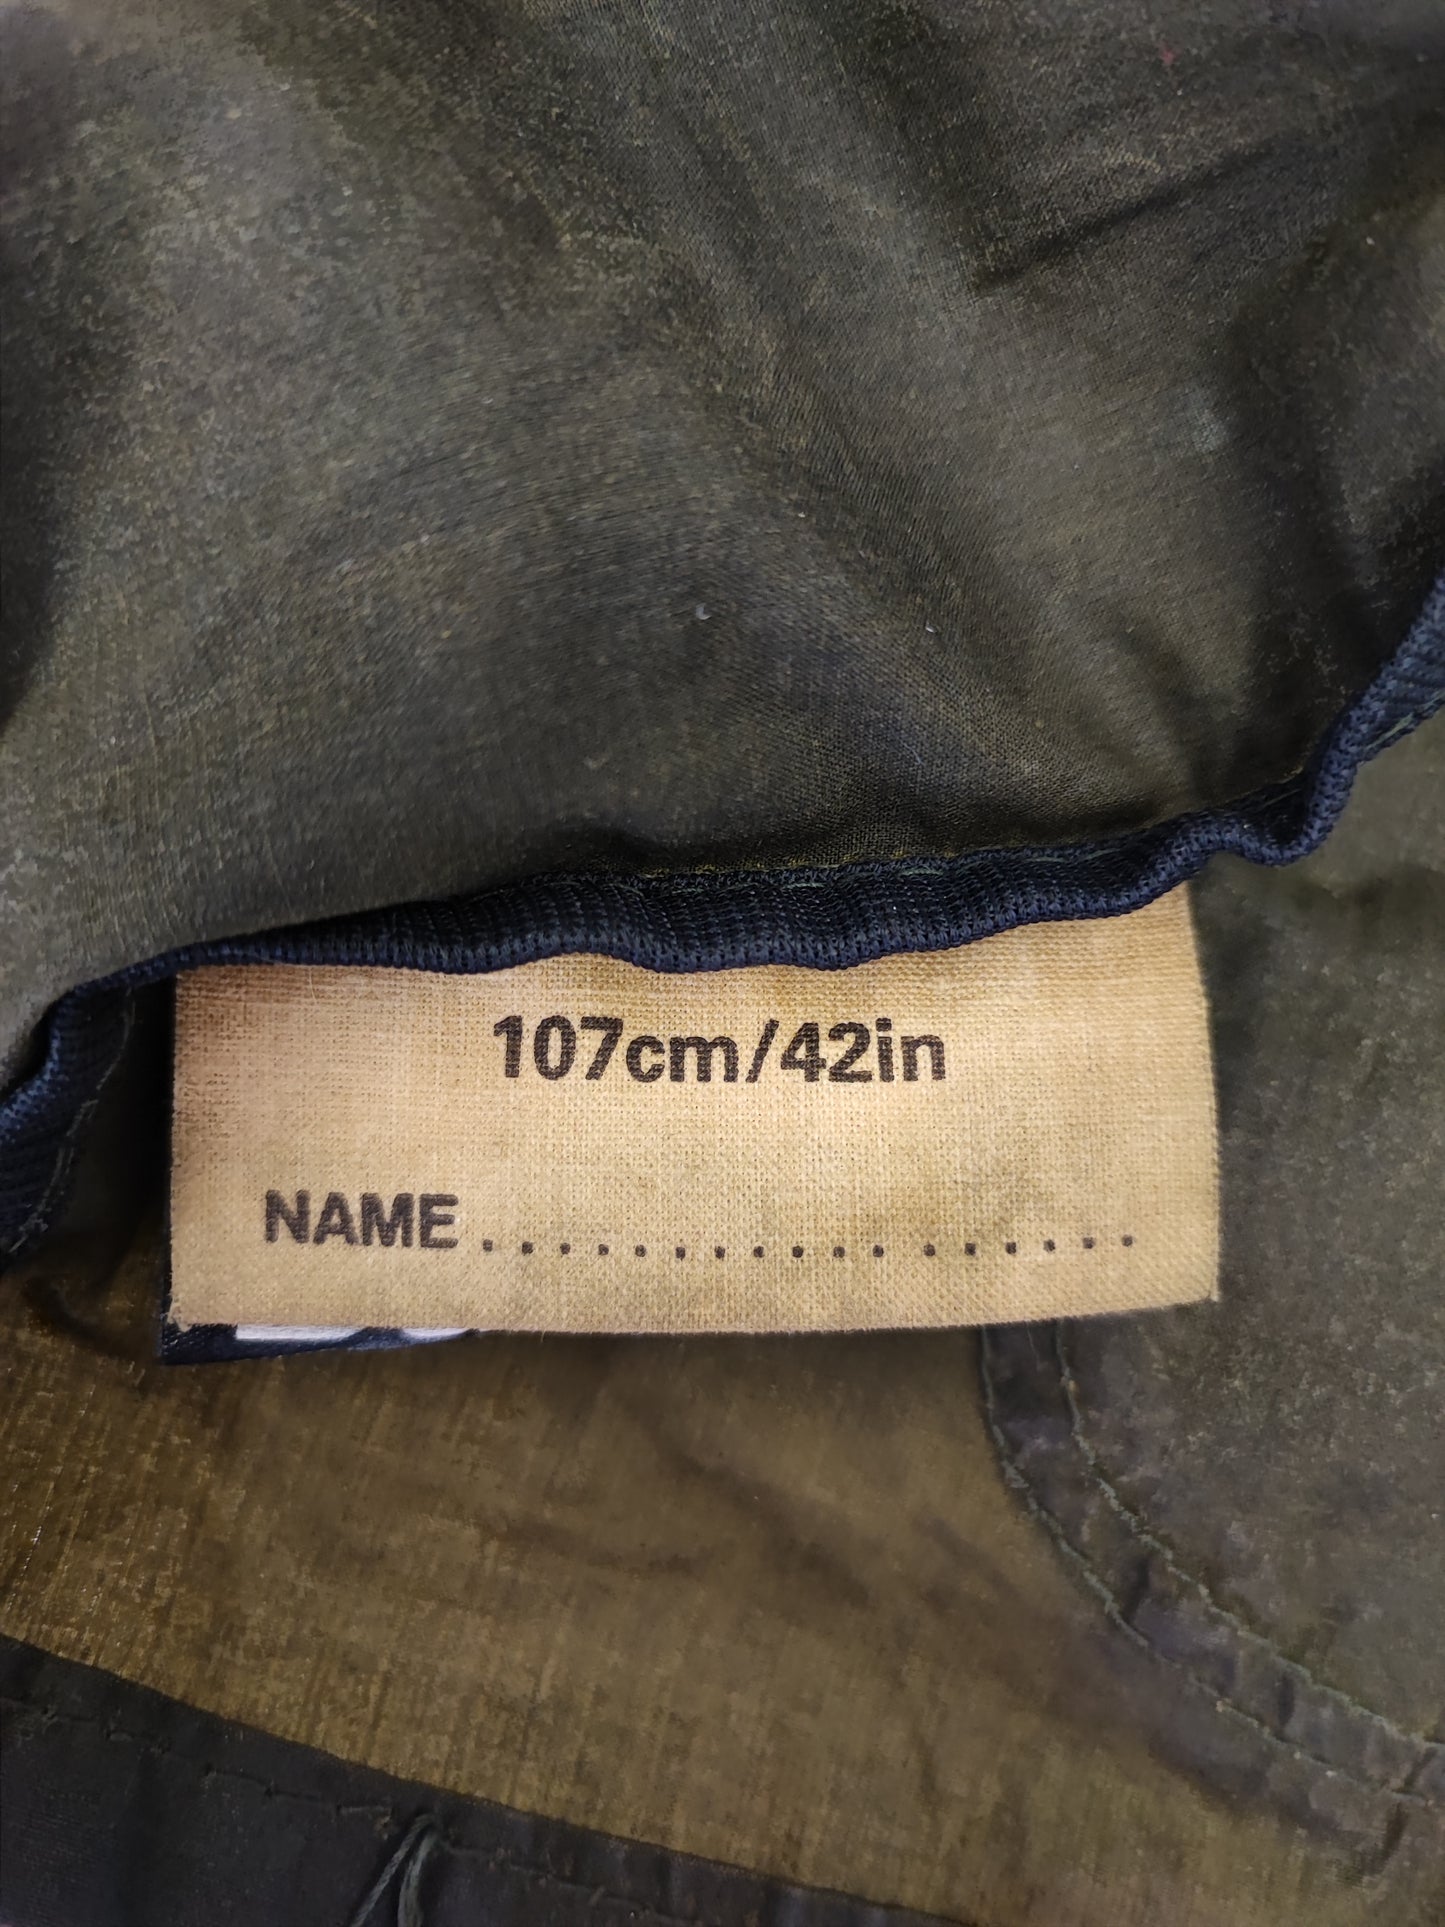 107cm/42in
NAME . . . . . . . . . . . . . . . . . .